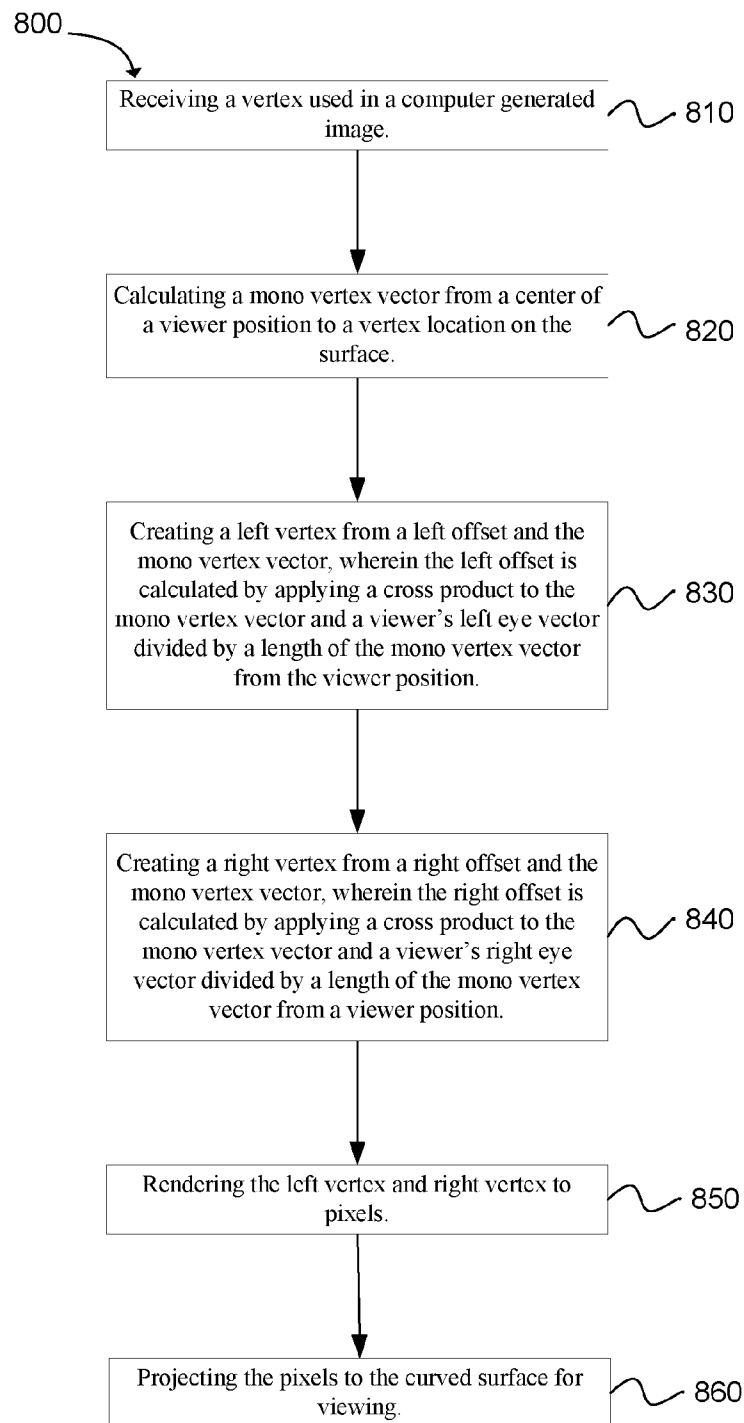 800
Receiving a vertex used in a computer generated
image.
810
Calculating a mono vertex vector from a center of
a viewer position to a vertex location on the
surface.
820
Creating a left vertex from a left offset and the
mono vertex vector, wherein the left offset is
calculated by applying a cross product to the
mono vertex vector and a viewer's left eye vector
divided by a length of the mono vertex vector
from the viewer position.
830
Creating a right vertex from a right offset and the
mono vertex vector, wherein the right offset is
calculated by applying a cross product to the
mono vertex vector and a viewer's right eye
vector divided by a length of the mono vertex
vector from a viewer position.
840
Rendering the left vertex and right vertex to
pixels.
850
Projecting the pixels to the curved surface for
viewing.
860